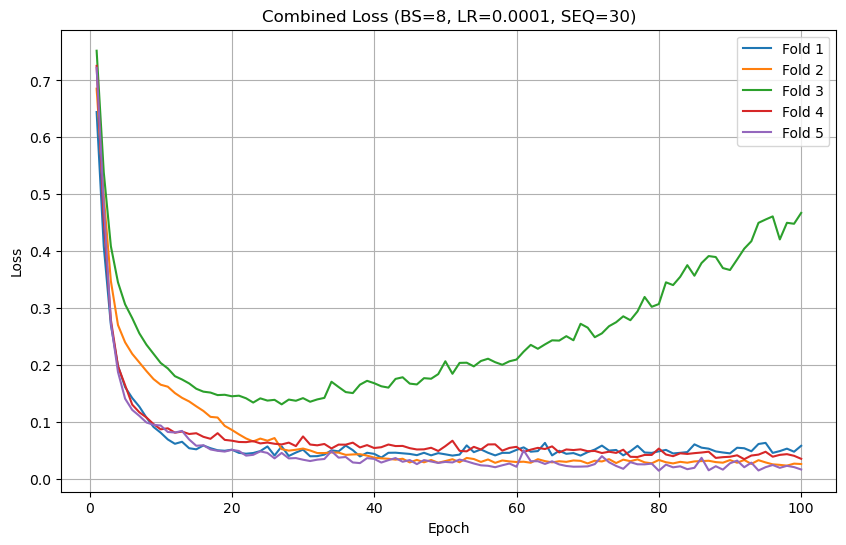 Combined Loss (BS=8, LR=0.0001, SEQ=30)
Fold 1
Fold 2
Fold 3
Fold 4
Fold 5
0.7
0.6
0.5
0.4
0.3
0.2
0.1
0.0
Loss
0 20 40 60 80 100
Epoch